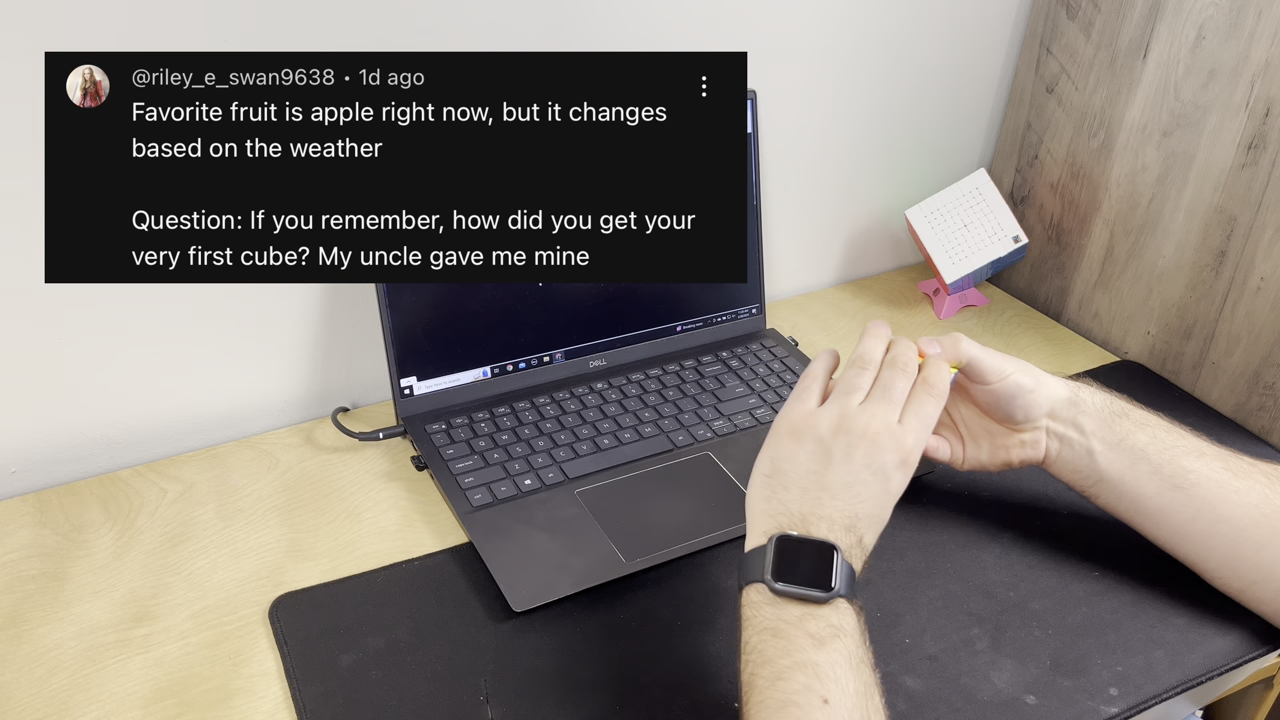 @riley_e_swan9638 • 1d ago
Favorite fruit is apple right now, but it changes
based on the weather
Question: If you remember, how did you get your
very first cube? My uncle gave me mine
DELL